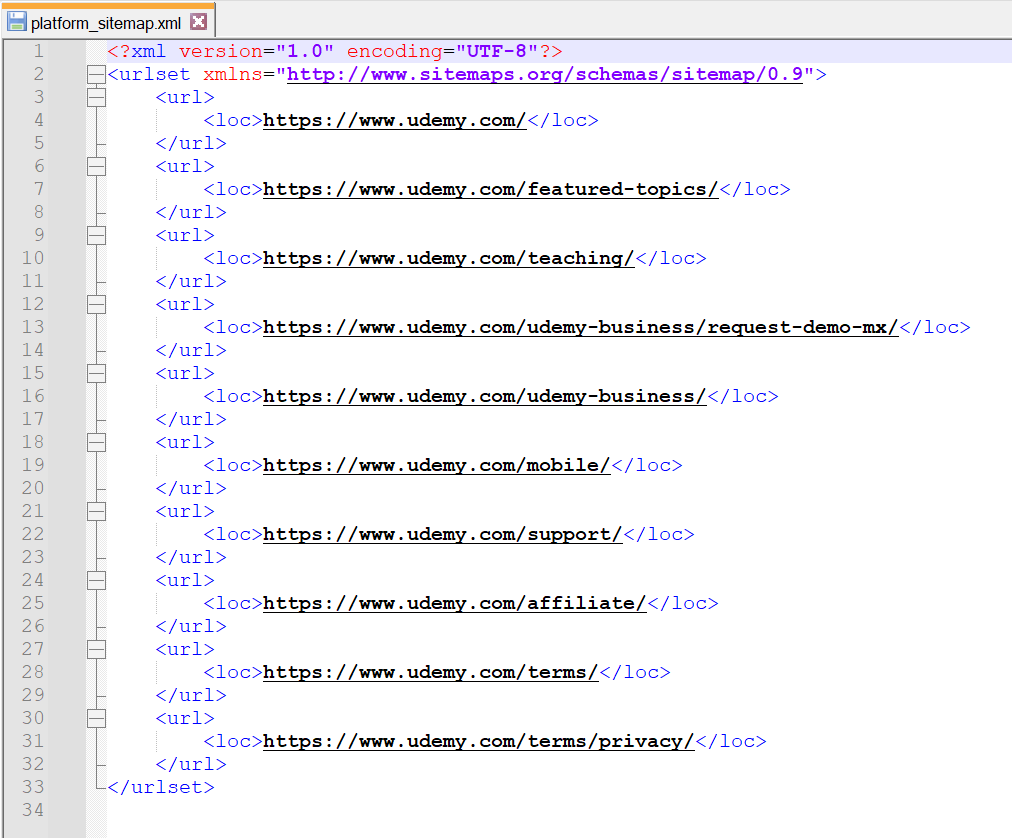 platform_sitemap.xml
1 <?xml version="1.0" encoding="UTF-8"?>
2 <urlset xmlns="http://www.sitemaps.org/schemas/sitemap/0.9">
3 <url>
4 <loc>https://www.udemy.com/</loc>
5 </url>
6 <url>
7 <loc>https://www.udemy.com/featured-topics/</loc>
8 </url>
9 <url>
10 <loc>https://www.udemy.com/teaching/</loc>
11 </url>
12 <url>
13 <loc>https://www.udemy.com/udemy-business/request-demo-mx/</loc>
14 </url>
15 <url>
16 <loc>https://www.udemy.com/udemy-business/</loc>
17 </url>
18 <url>
19 <loc>https://www.udemy.com/mobile/</loc>
20 </url>
21 <url>
22 <loc>https://www.udemy.com/support/</loc>
23 </url>
24 <url>
25 <loc>https://www.udemy.com/affiliate/</loc>
26 </url>
27 <url>
28 <loc>https://www.udemy.com/terms/</loc>
29 </url>
30 <url>
31 <loc>https://www.udemy.com/terms/privacy/</loc>
32 </url>
33 </urlset>
34